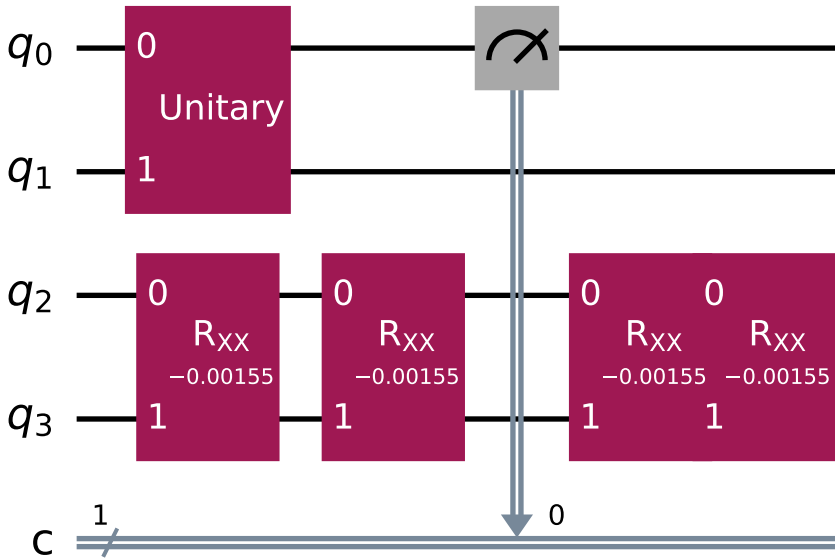 q0 0
Unitary
q1 1
q2 0 0 0 0
RXX RXX RXX RXX
−0.00155 −0.00155 −0.00155 −0.00155
q3 1 1 1 1
1 0
c